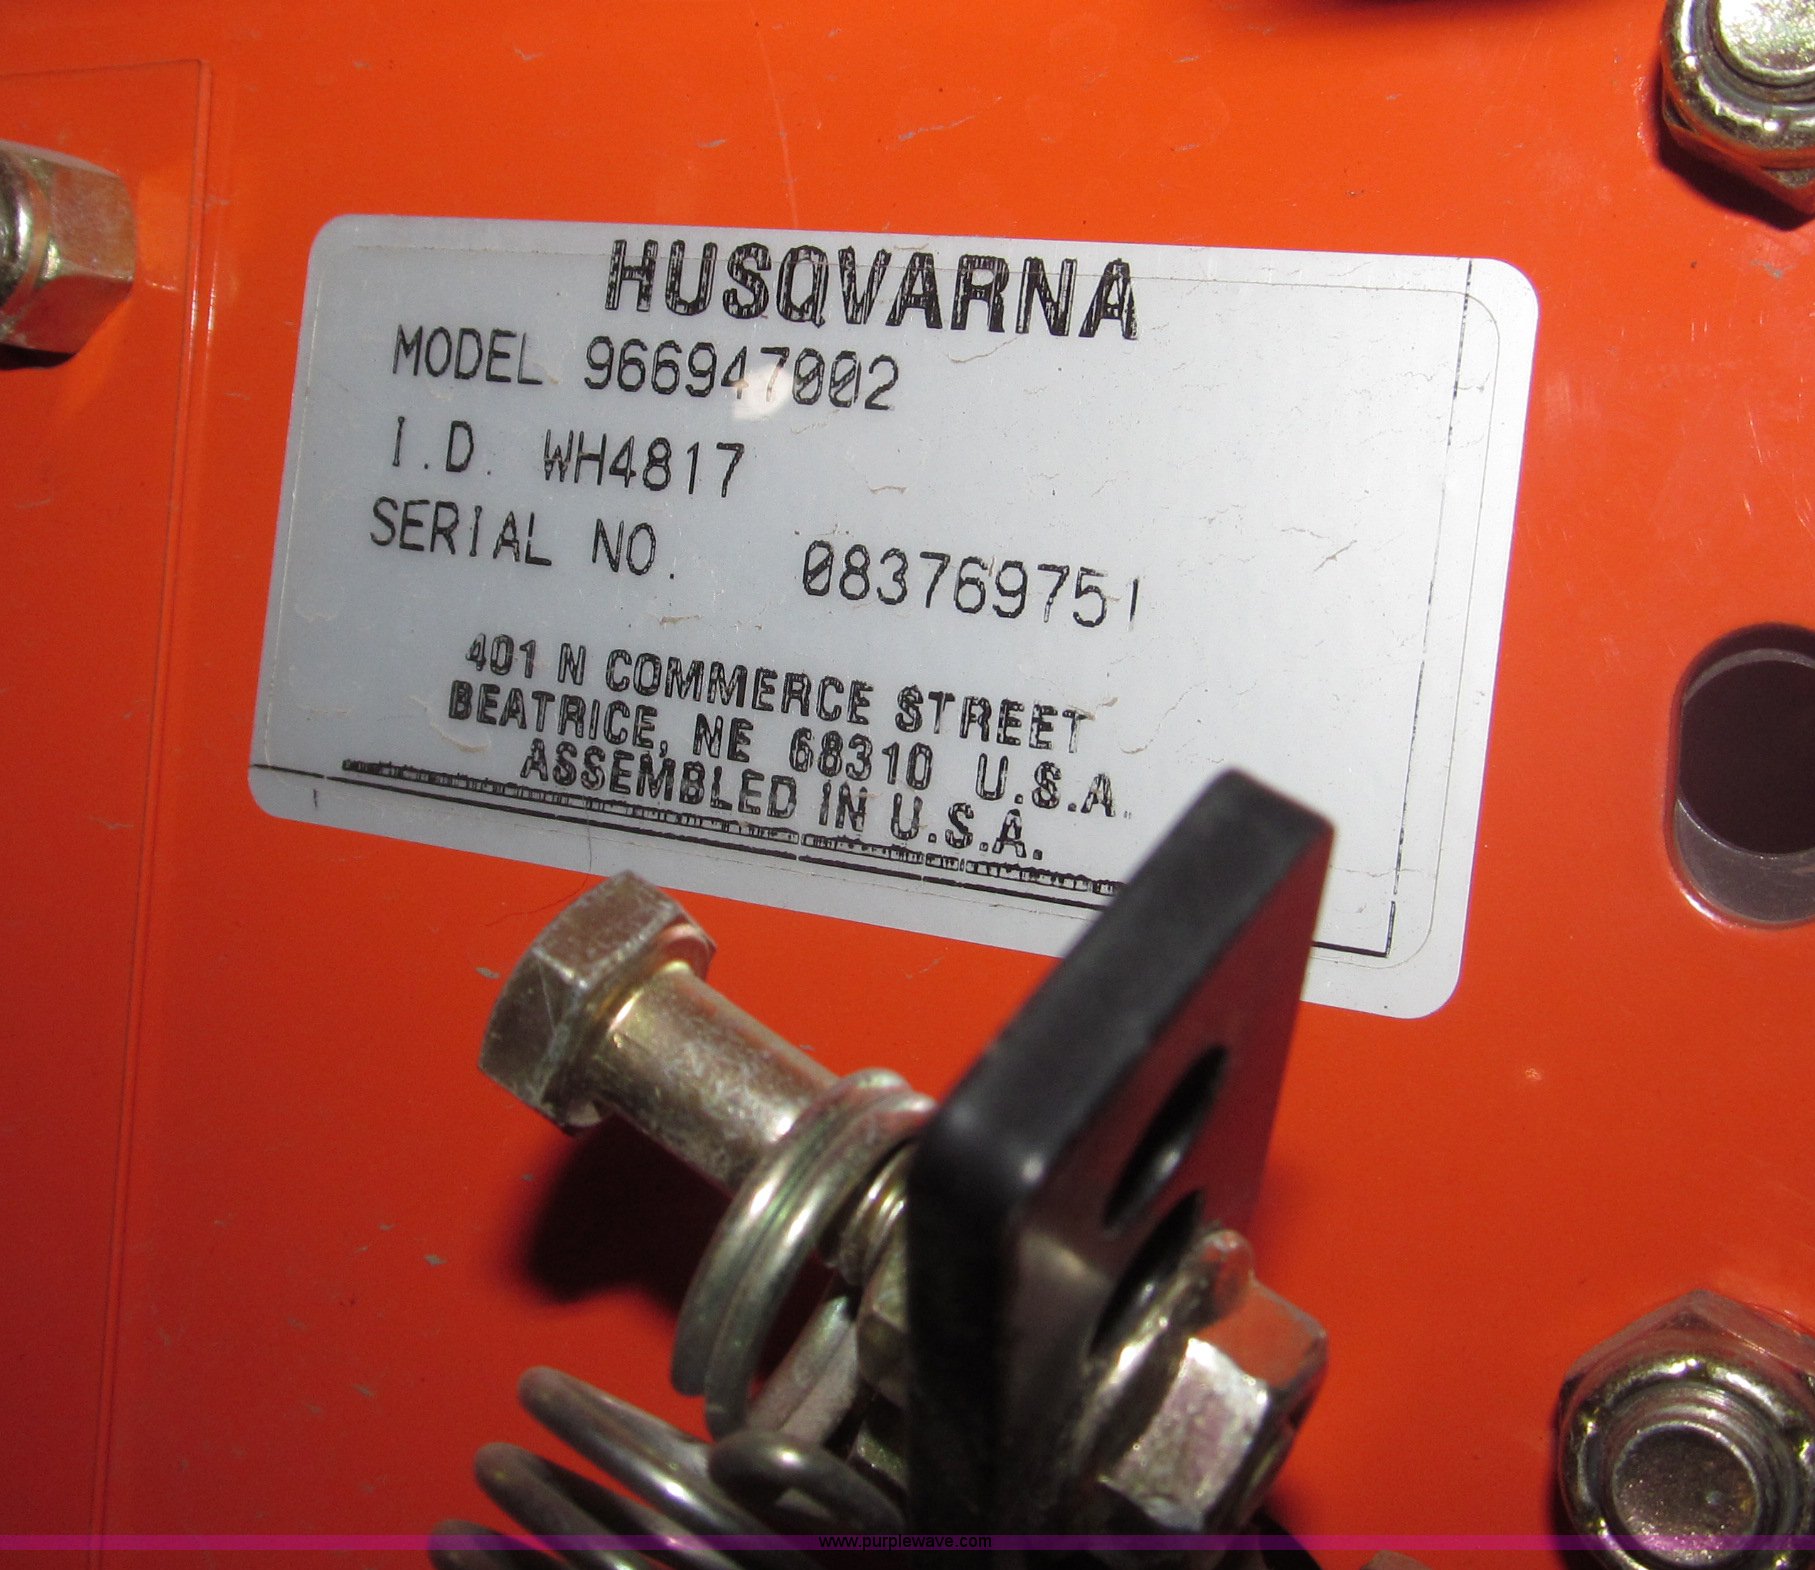 HUSQVARNA
MODEL 966947002
I.D. WH4817
SERIAL NO. 083769751
401 N COMMERCE STREET
BEATRICE, NE 68310 U.S.A.
ASSEMBLED IN U.S.A.
www.purplewave.com